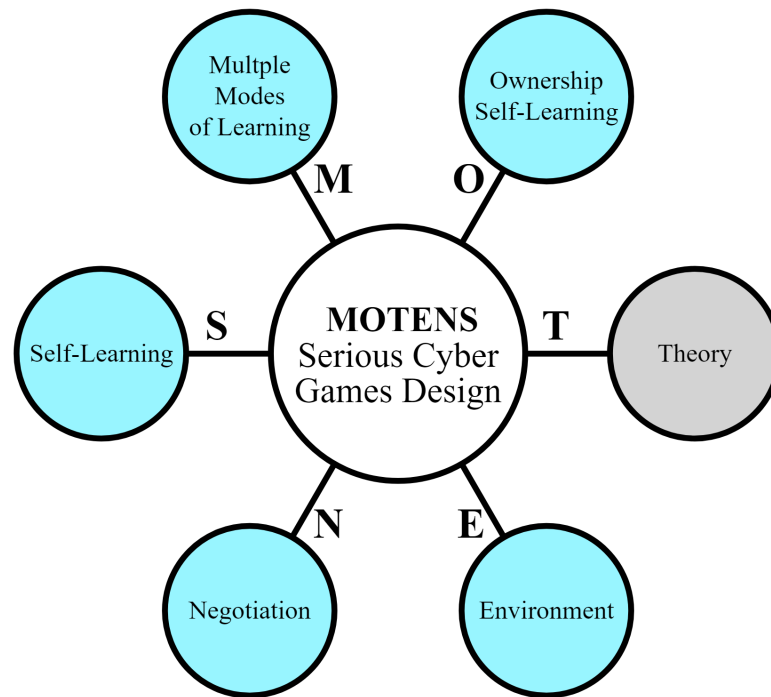 Multple
Modes
of Learning
Ownership
Self-Learning
M
O
S
MOTENS
Serious Cyber
Games Design
T
Self-Learning
Theory
N
E
Negotiation
Environment